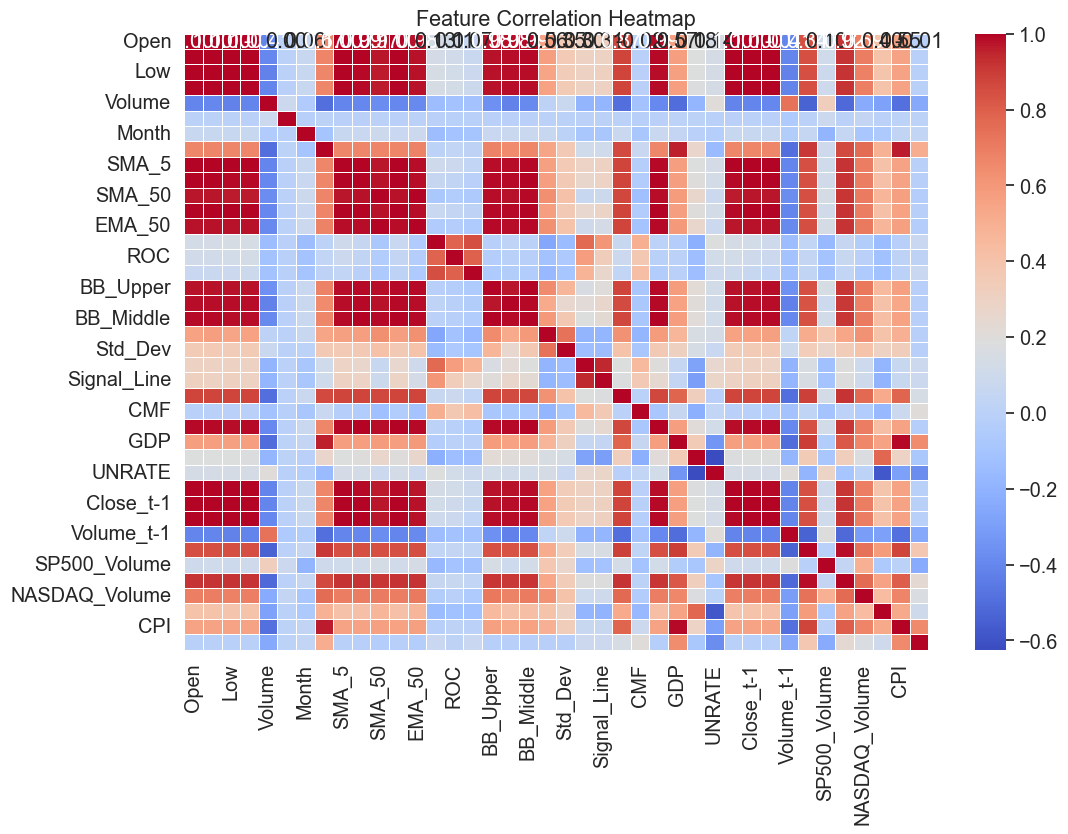 Feature Correlation Heatmap
Open
Low
Volume
Month
SMA_5
SMA_50
EMA_50
ROC
BB_Upper
BB_Middle
Std_Dev
Signal_Line
CMF
GDP
UNRATE
Close_t-1
Volume_t-1
SP500_Volume
NASDAQ_Volume
CPI
1.0
0.8
0.6
0.4
0.2
0.0
−0.2
−0.4
−0.6
Open
Low
Volume
Month
SMA_5
SMA_50
EMA_50
ROC
BB_Upper
BB_Middle
Std_Dev
Signal_Line
CMF
GDP
UNRATE
Close_t-1
Volume_t-1
SP500_Volume
NASDAQ_Volume
CPI